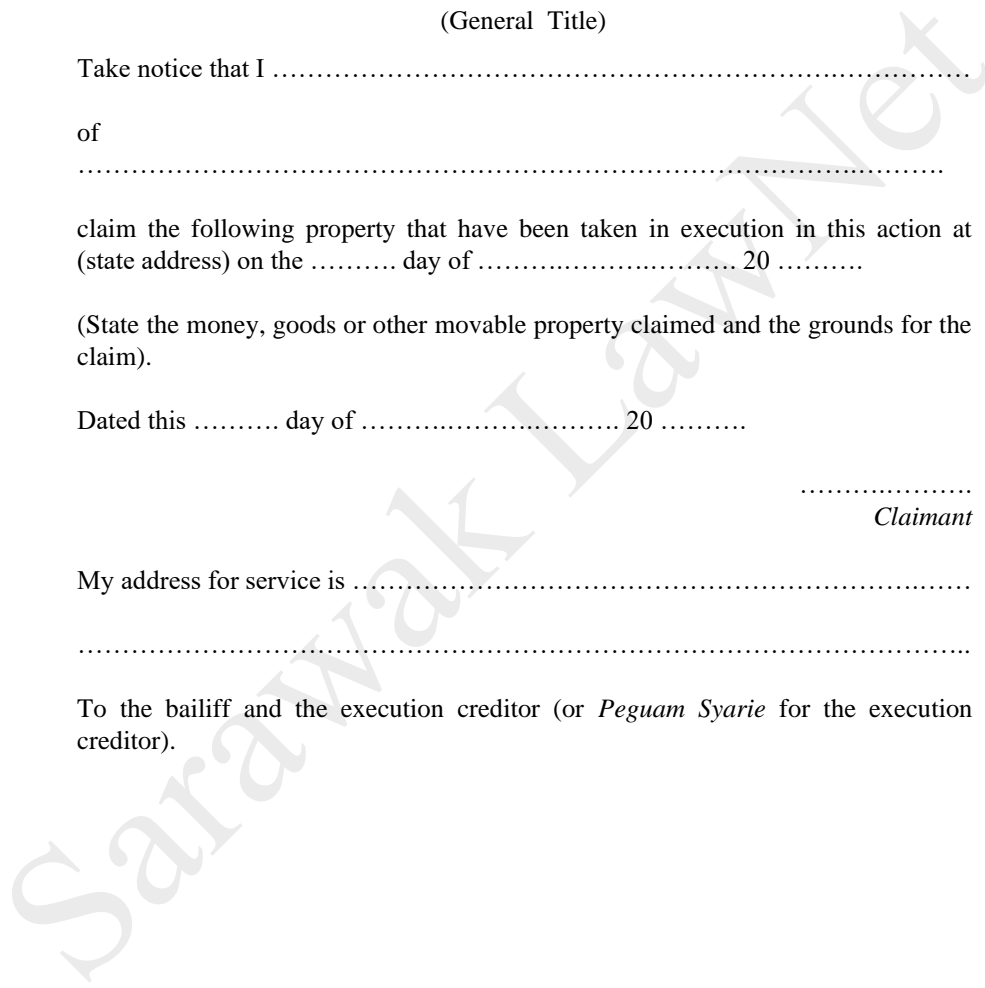 (General Title)
Take notice that I ……………………………………………………….……………
of
…………………………………………………………………………….……….
claim the following property that have been taken in execution in this action at
(state address) on the ………. day of ……….……….………. 20 ……….
(State the money, goods or other movable property claimed and the grounds for the
claim).
Dated this ………. day of ……….……….………. 20 ……….
……….……….
Claimant
My address for service is ……………………………………………………….……
………………………………………………………………………………………..
To the bailiff and the execution creditor (or Peguam Syarie for the execution
creditor).
Sarawak LawNet